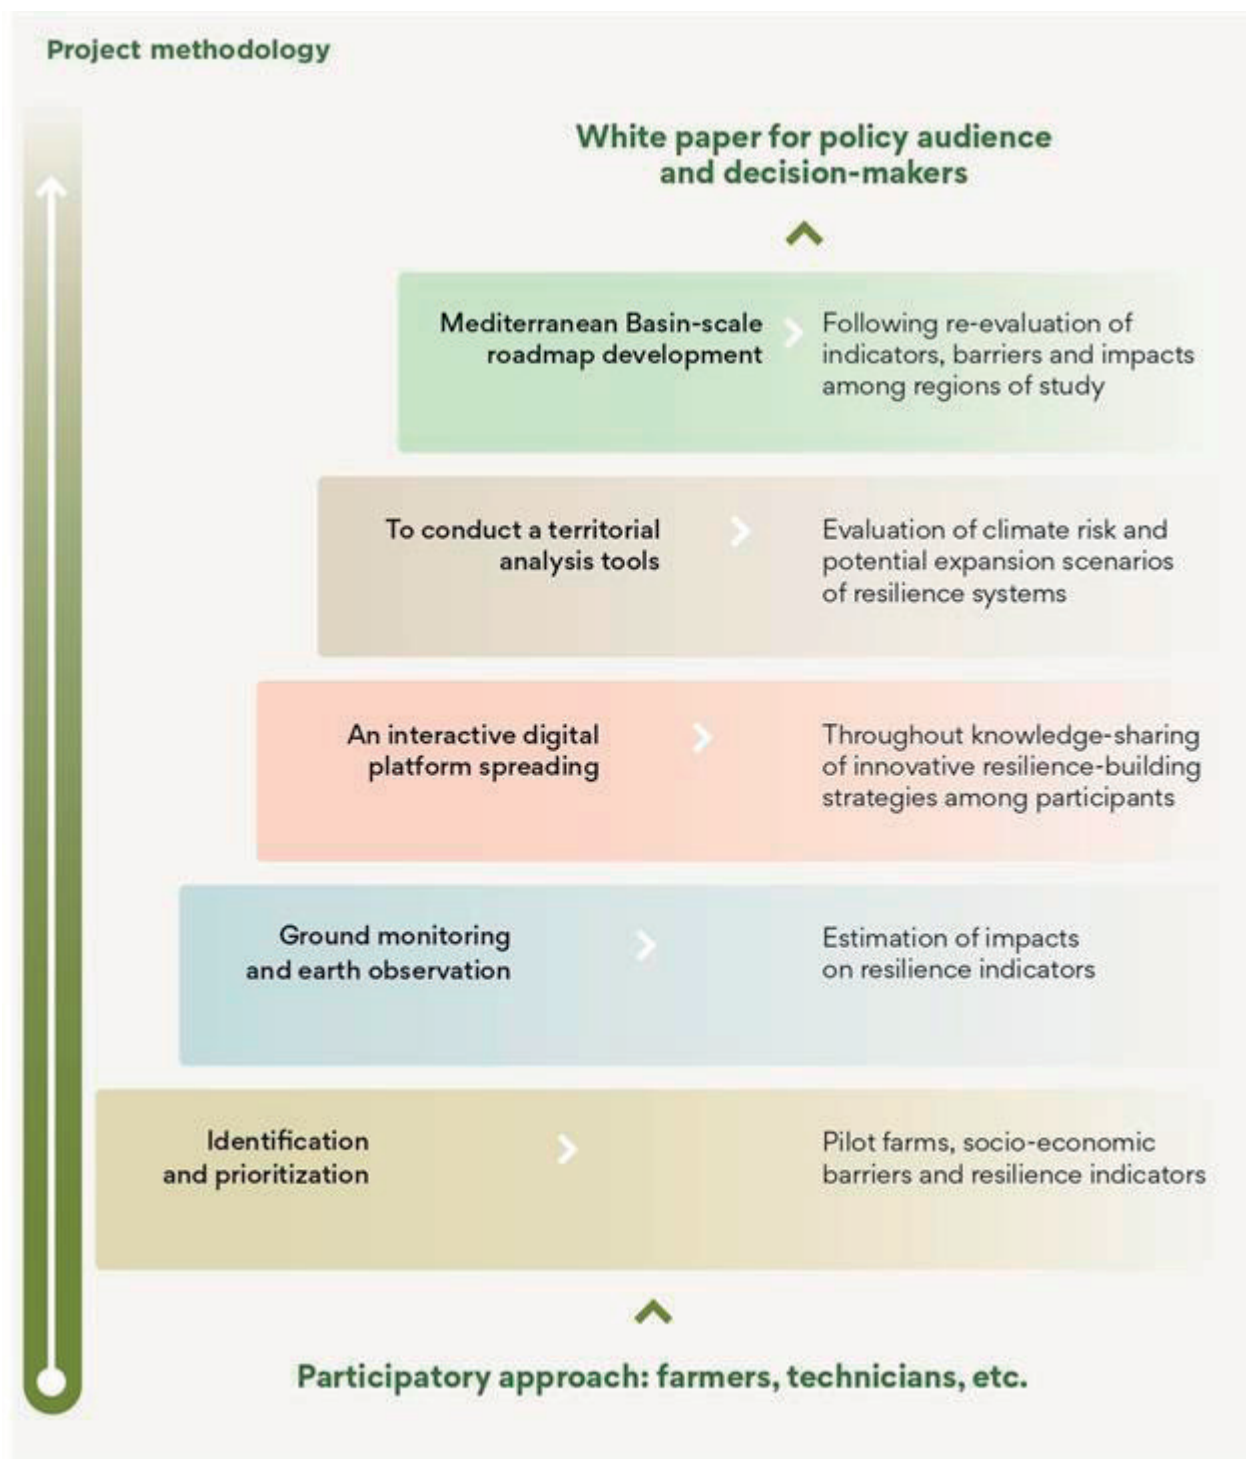 Project methodology
White paper for policy audience
and decision-makers
Mediterranean Basin-scale
roadmap development
Following re-evaluation of
indicators, barriers and impacts
among regions of study
To conduct a territorial
analysis tools
Evaluation of climate risk and
potential expansion scenarios
of resilience systems
An interactive digital
platform spreading
Throughout knowledge-sharing
of innovative resilience-building
strategies among participants
Ground monitoring
and earth observation
Estimation of impacts
on resilience indicators
Identification
and prioritization
Pilot farms, socio-economic
barriers and resilience indicators
Participatory approach: farmers, technicians, etc.